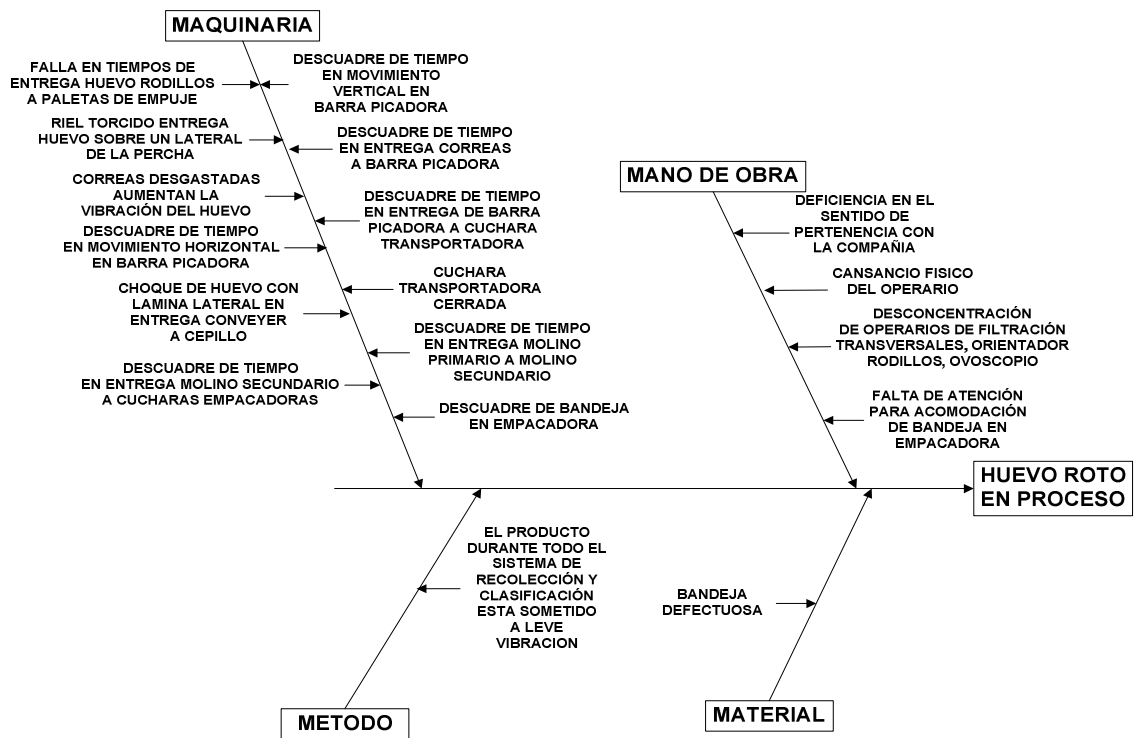 MAQUINARIA
FALLA EN TIEMPOS DE
ENTREGA HUEVO RODILLOS
A PALETAS DE EMPUJE
DESCUADRE DE TIEMPO
EN MOVIMIENTO
VERTICAL EN
BARRA PICADORA
RIEL TORCIDO ENTREGA
HUEVO SOBRE UN LATERAL
DE LA PERCHA
DESCUADRE DE TIEMPO
EN ENTREGA CORREAS
A BARRA PICADORA
CORREAS DESGASTADAS
AUMENTAN LA
VIBRACIÓN DEL HUEVO
DESCUADRE DE TIEMPO
EN ENTREGA DE BARRA
PICADORA A CUCHARA
TRANSPORTADORA
DESCUADRE DE TIEMPO
EN MOVIMIENTO HORIZONTAL
EN BARRA PICADORA
CUCHARA
TRANSPORTADORA
CERRADA
CHOQUE DE HUEVO CON
LAMINA LATERAL EN
ENTREGA CONVEYER
A CEPILLO
DESCUADRE DE TIEMPO
EN ENTREGA MOLINO
PRIMARIO A MOLINO
SECUNDARIO
DESCUADRE DE TIEMPO
EN ENTREGA MOLINO SECUNDARIO
A CUCHARAS EMPACADORAS
DESCUADRE DE BANDEJA
EN EMPACADORA
MANO DE OBRA
DEFICIENCIA EN EL
SENTIDO DE
PERTENENCIA CON
LA COMPAÑIA
CANSANCIO FISICO
DEL OPERARIO
DESCONCENTRACIÓN
DE OPERARIOS DE FILTRACIÓN
TRANSVERSALES, ORIENTADOR
RODILLOS, OVOSCOPIO
FALTA DE ATENCIÓN
PARA ACOMODACIÓN
DE BANDEJA EN
EMPACADORA
HUEVO ROTO
EN PROCESO
EL PRODUCTO
DURANTE TODO EL
SISTEMA DE
RECOLECCIÓN Y
CLASIFICACIÓN
ESTA SOMETIDO
A LEVE
VIBRACION
METODO
BANDEJA
DEFECTUOSA
MATERIAL